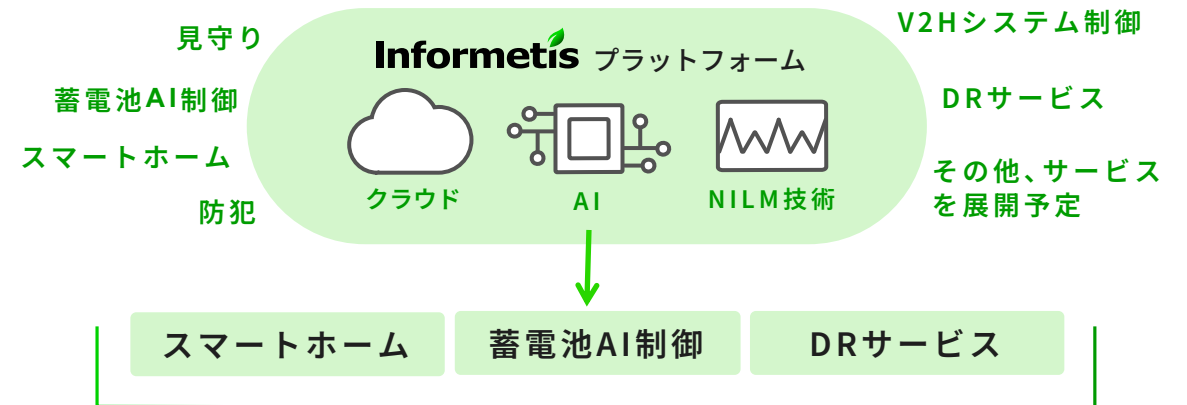 見守り
蓄電池AI制御
スマートホーム
防犯
Informetis プラットフォーム
クラウド
AI
NILM技術
V2Hシステム制御
DRサービス
その他、サービス
を展開予定
スマートホーム
蓄電池AI制御
DRサービス